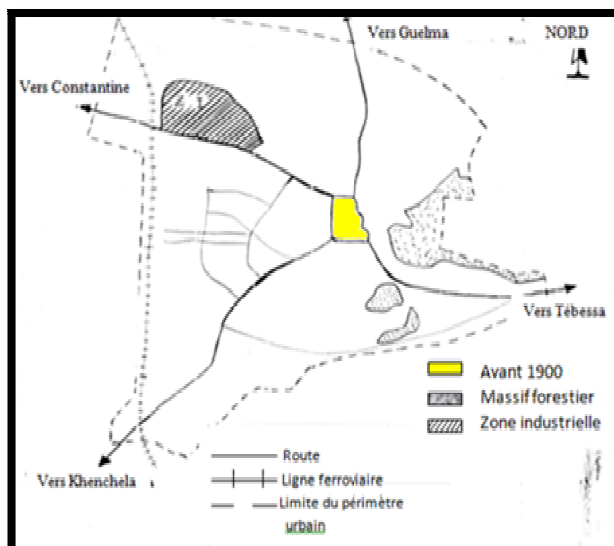 Vers Guelma
NORD
Vers Constantine
Vers Tébessa
Avant 1900
Massif forestier
Zone industrielle
Vers Khenchela
Route
Ligne ferroviaire
Limite du périmètre
urbain